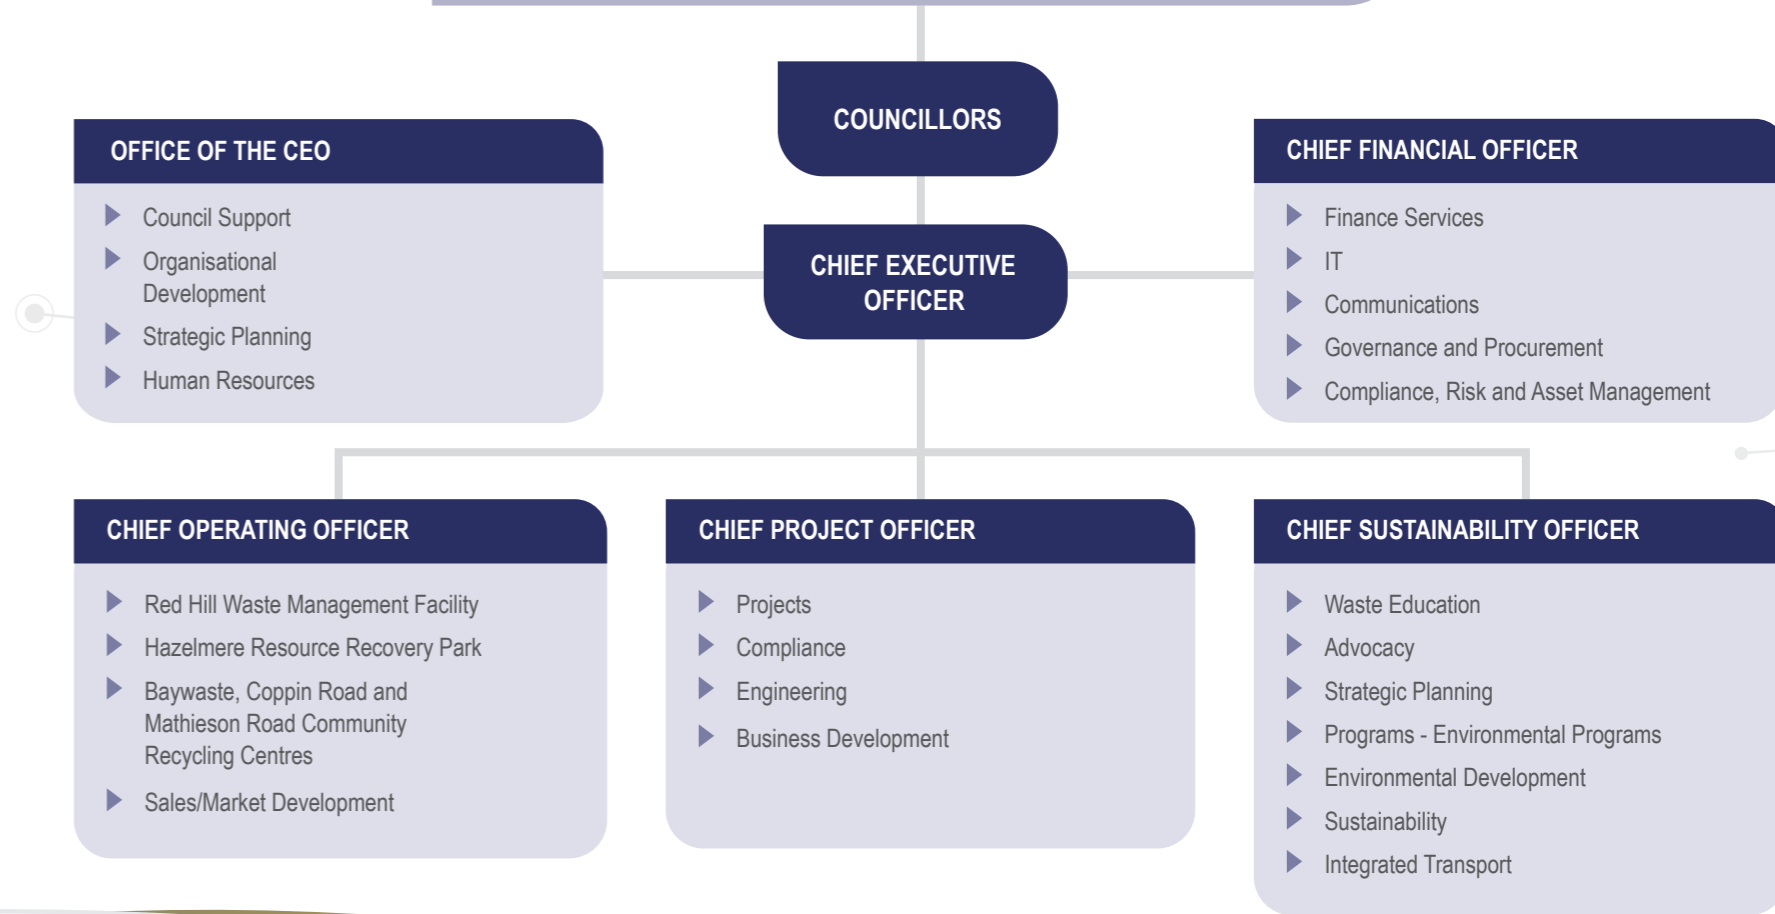 COUNCILLORS
OFFICE OF THE CEO
Council Support
Organisational
Development
Strategic Planning
Human Resources
CHIEF EXECUTIVE
OFFICER
CHIEF FINANCIAL OFFICER
Finance Services
IT
Communications
Governance and Procurement
Compliance, Risk and Asset Management
CHIEF OPERATING OFFICER
Red Hill Waste Management Facility
Hazelmere Resource Recovery Park
Baywaste, Coppin Road and
Mathieson Road Community
Recycling Centres
Sales/Market Development
CHIEF PROJECT OFFICER
Projects
Compliance
Engineering
Business Development
CHIEF SUSTAINABILITY OFFICER
Waste Education
Advocacy
Strategic Planning
Programs - Environmental Programs
Environmental Development
Sustainability
Integrated Transport